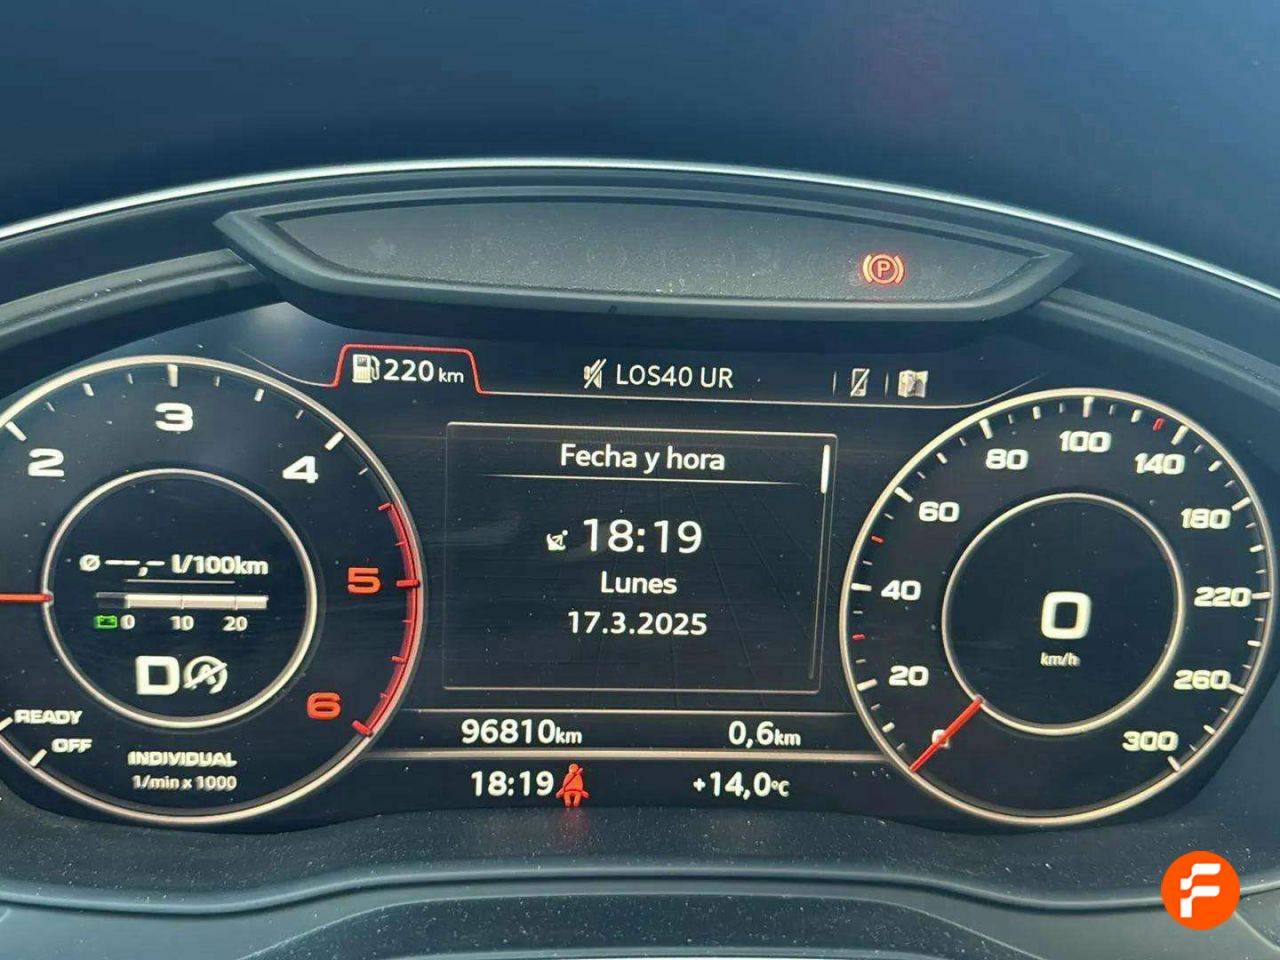 P
220 km
LOS40 UR
Fecha y hora
18:19
Lunes
17.3.2025
96810km
0,6km
18:19
+14,0°C
2
3
4
5
6
Ø --,- l/100km
0 10 20
D
READY
OFF
INDIVIDUAL
1/min x 1000
20
40
60
80
100
140
180
220
260
300
0
km/h
F